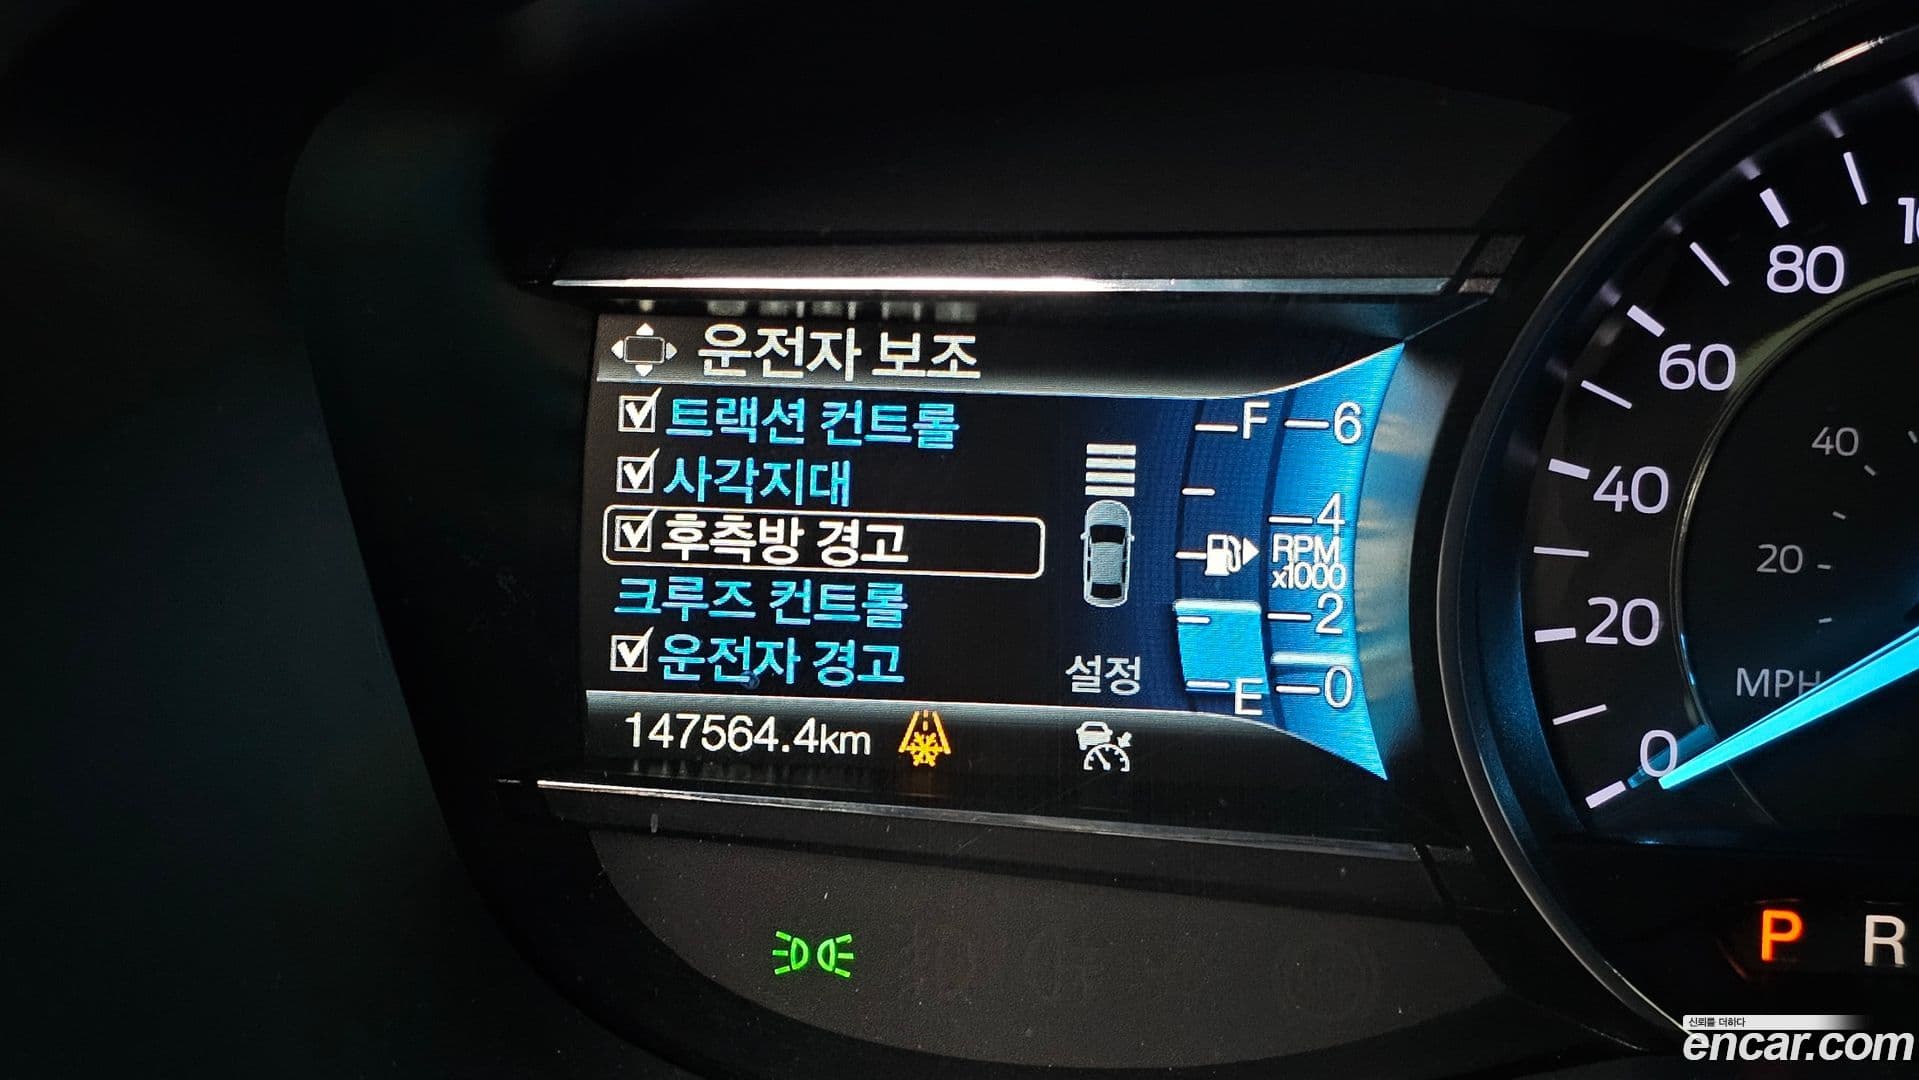 운전자 보조
트랙션 컨트롤
사각지대
후측방 경고
크루즈 컨트롤
운전자 경고
설정
147564.4km
F
E
6
4
RPM
x1000
2
0
80
60
40
20
0
40
20
MPH
P R
신뢰를 더하다
encar.com